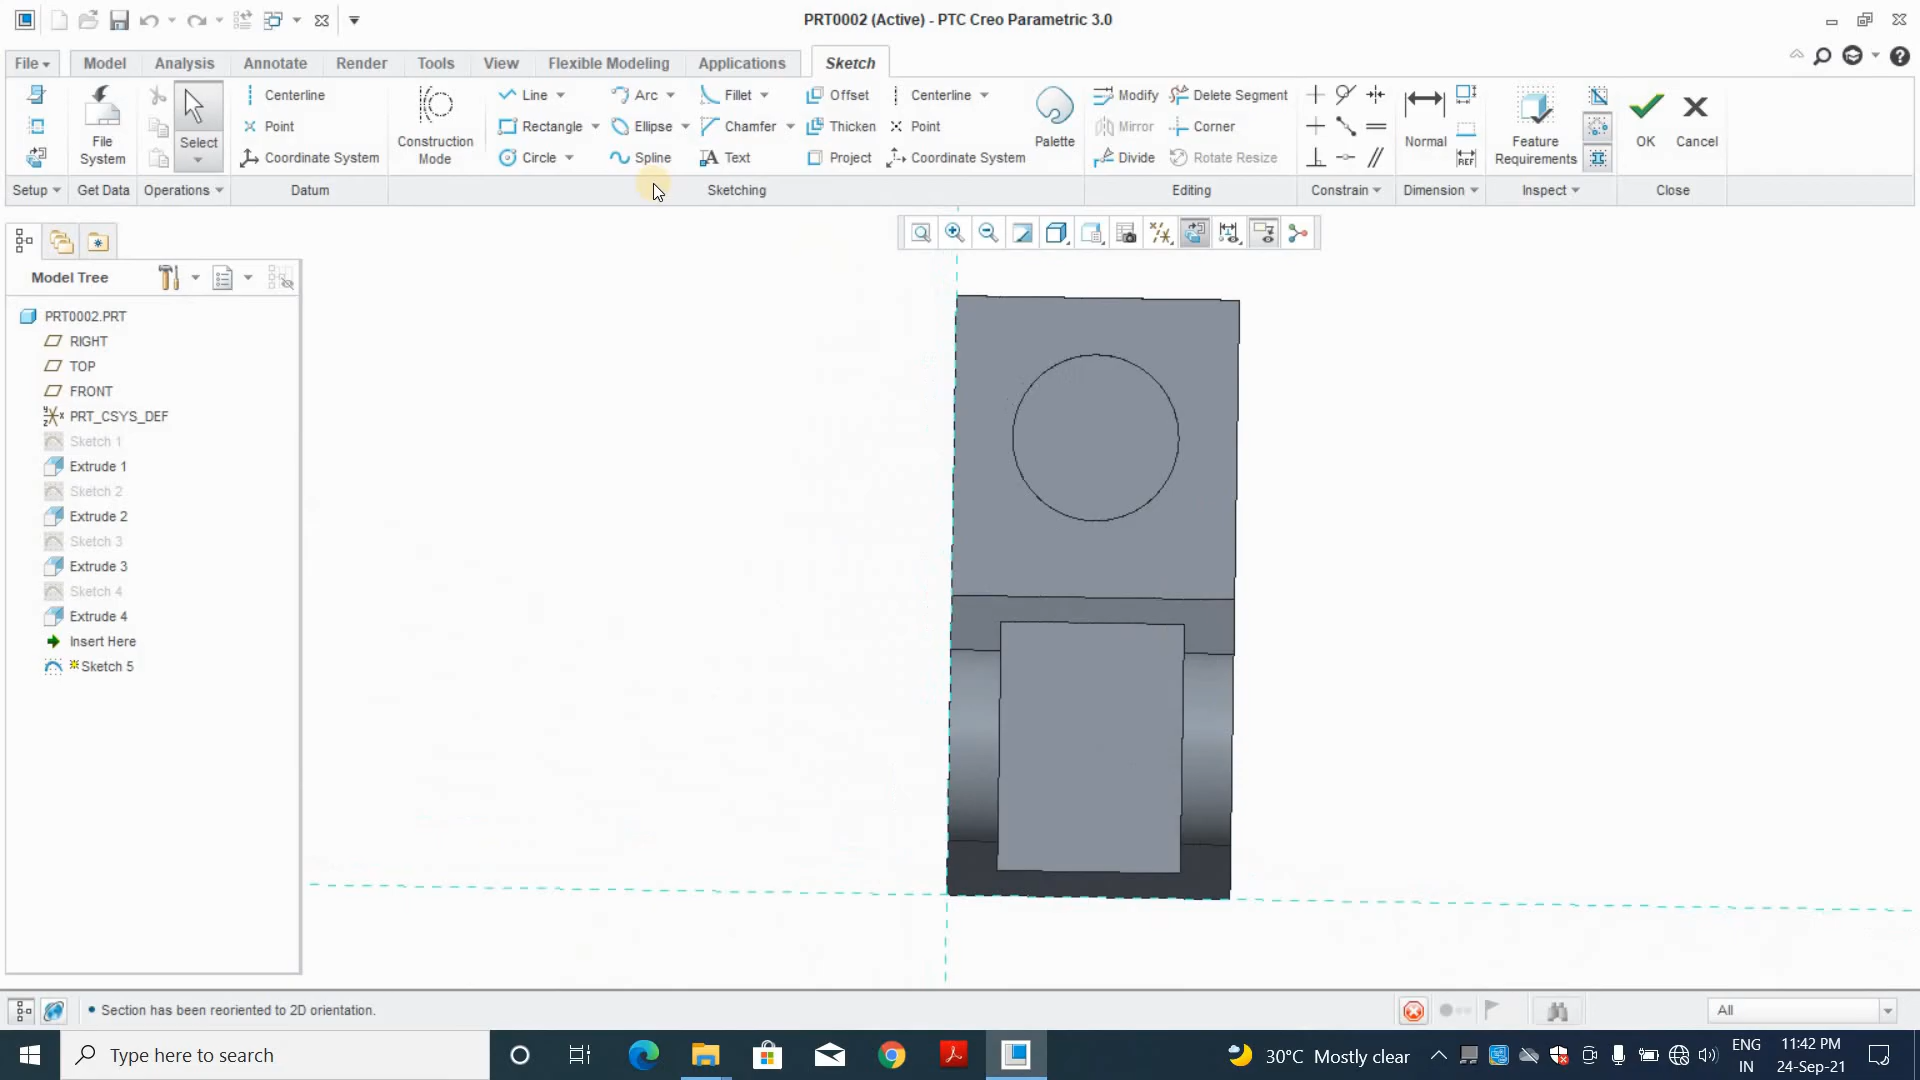 PRT0002 (Active) - PTC Creo Parametric 3.0
File Model Analysis Annotate Render Tools View Flexible Modeling Applications Sketch
Centerline Line Arc Fillet Offset Centerline Modify Delete Segment
Point Rectangle Ellipse Chamfer Thicken Point Mirror Corner
Coordinate System Circle Spline Text Project Coordinate System Divide Rotate Resize
File System
Select
Construction Mode
Palette
Normal
REF
Feature Requirements
OK
Cancel
Setup Get Data Operations Datum Sketching Editing Constrain Dimension Inspect Close
Model Tree
PRT0002.PRT
RIGHT
TOP
FRONT
PRT_CSYS_DEF
Sketch 1
Extrude 1
Sketch 2
Extrude 2
Sketch 3
Extrude 3
Sketch 4
Extrude 4
Insert Here
Sketch 5
Section has been reoriented to 2D orientation.
All
Type here to search
30°C Mostly clear
ENG
IN
11:42 PM
24-Sep-21